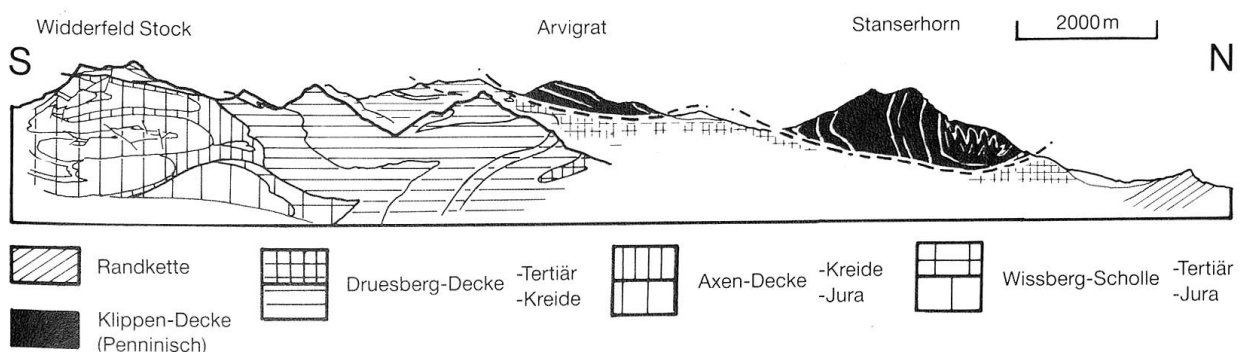 Widderfeld Stock
Arvigrat
Stanserhorn
2000 m
S
N
Randkette
Klippen-Decke
(Penninisch)
Druesberg-Decke -Tertiär
-Kreide
Axen-Decke -Kreide
-Jura
Wissberg-Scholle -Tertiär
-Jura